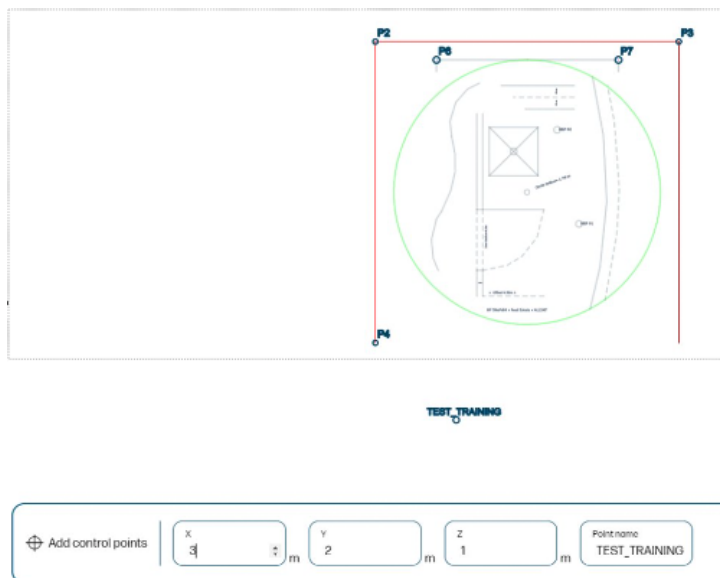 P2
P3
P6
P7
P4
TEST_TRAINING
X
Y
Z
Point name
Add control points
3
m
2
m
1
m
TEST_TRAINING